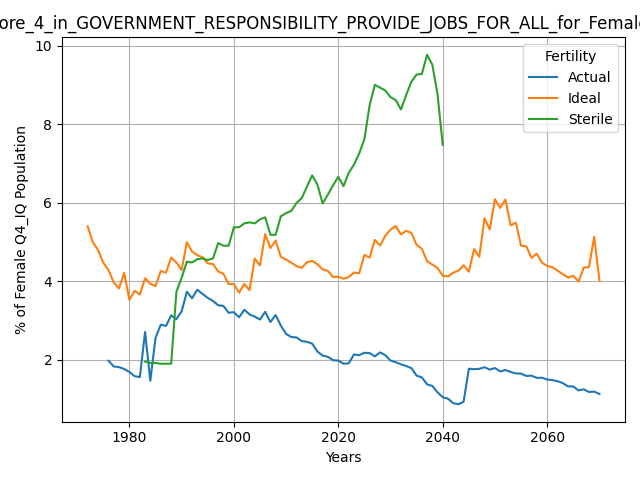 ore_4_in_GOVERNMENT_RESPONSIBILITY_PROVIDE_JOBS_FOR_ALL_for_Female
10
8
6
4
2
% of Female Q4_IQ Population
Fertility
Actual
Ideal
Sterile
1980
2000
2020
2040
2060
Years